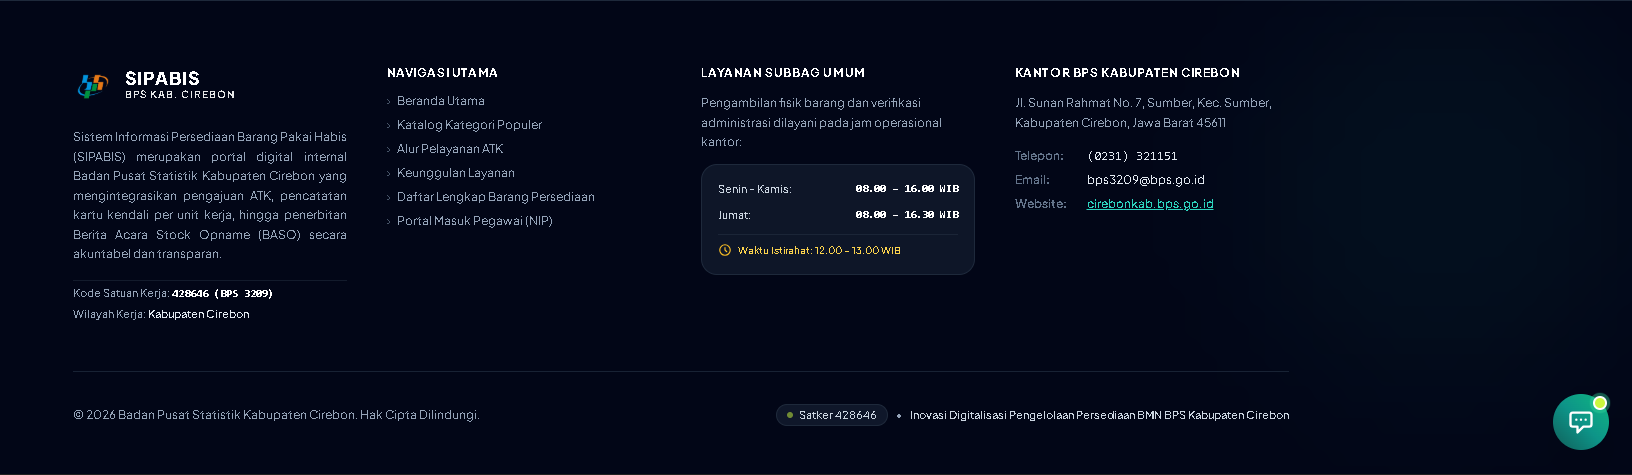 SIPABIS
BPS KAB. CIREBON
Sistem Informasi Persediaan Barang Pakai Habis
(SIPABIS) merupakan portal digital internal
Badan Pusat Statistik Kabupaten Cirebon yang
mengintegrasikan pengajuan ATK, pencatatan
kartu kendali per unit kerja, hingga penerbitan
Berita Acara Stock Opname (BASO) secara
akuntabel dan transparan.
Kode Satuan Kerja: 428646 (BPS 3209)
Wilayah Kerja: Kabupaten Cirebon
NAVIGASI UTAMA
› Beranda Utama
› Katalog Kategori Populer
› Alur Pelayanan ATK
› Keunggulan Layanan
› Daftar Lengkap Barang Persediaan
› Portal Masuk Pegawai (NIP)
LAYANAN SUBBAG UMUM
Pengambilan fisik barang dan verifikasi
administrasi dilayani pada jam operasional
kantor:
Senin - Kamis: 08.00 - 16.00 WIB
Jumat: 08.00 - 16.30 WIB
Waktu Istirahat: 12.00 - 13.00 WIB
KANTOR BPS KABUPATEN CIREBON
Jl. Sunan Rahmat No. 7, Sumber, Kec. Sumber,
Kabupaten Cirebon, Jawa Barat 45611
Telepon: (0231) 321151
Email: bps3209@bps.go.id
Website: cirebonkab.bps.go.id
© 2026 Badan Pusat Statistik Kabupaten Cirebon. Hak Cipta Dilindungi.
Satker 428646 • Inovasi Digitalisasi Pengelolaan Persediaan BMN BPS Kabupaten Cirebon